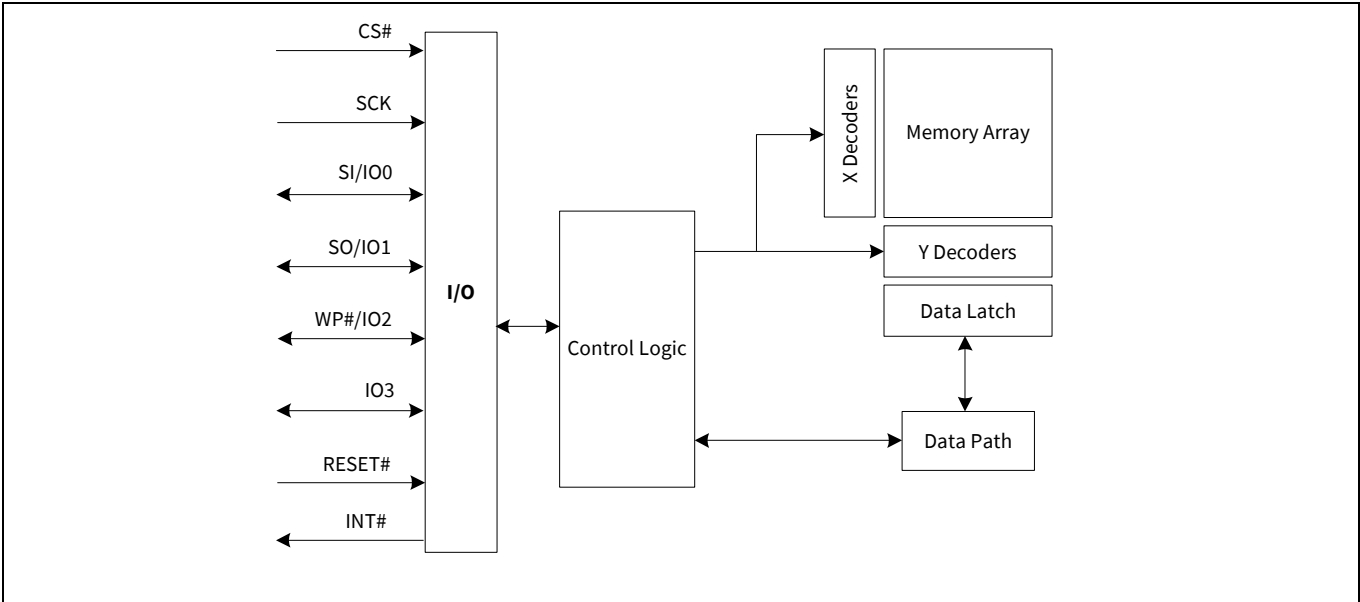 CS#
SCK
SI/IO0
SO/IO1
WP#/IO2
IO3
RESET#
INT#
I/O
Control Logic
X Decoders
Memory Array
Y Decoders
Data Latch
Data Path